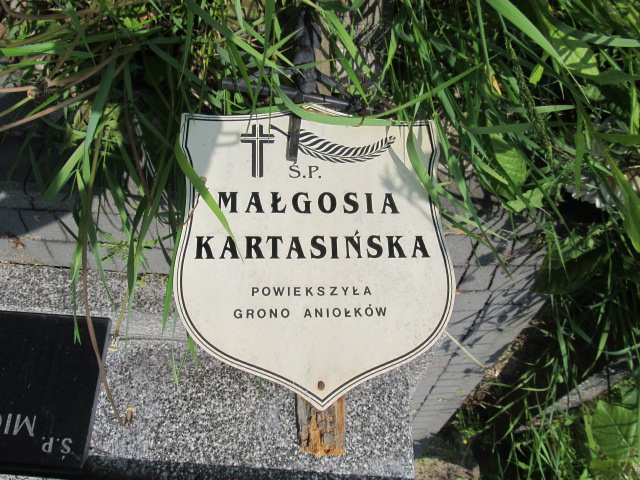 Ś.P.
MAŁGOSIA
KARTASIŃSKA
POWIEKSZYŁA
GRONO ANIOŁKÓW
Ś.P.